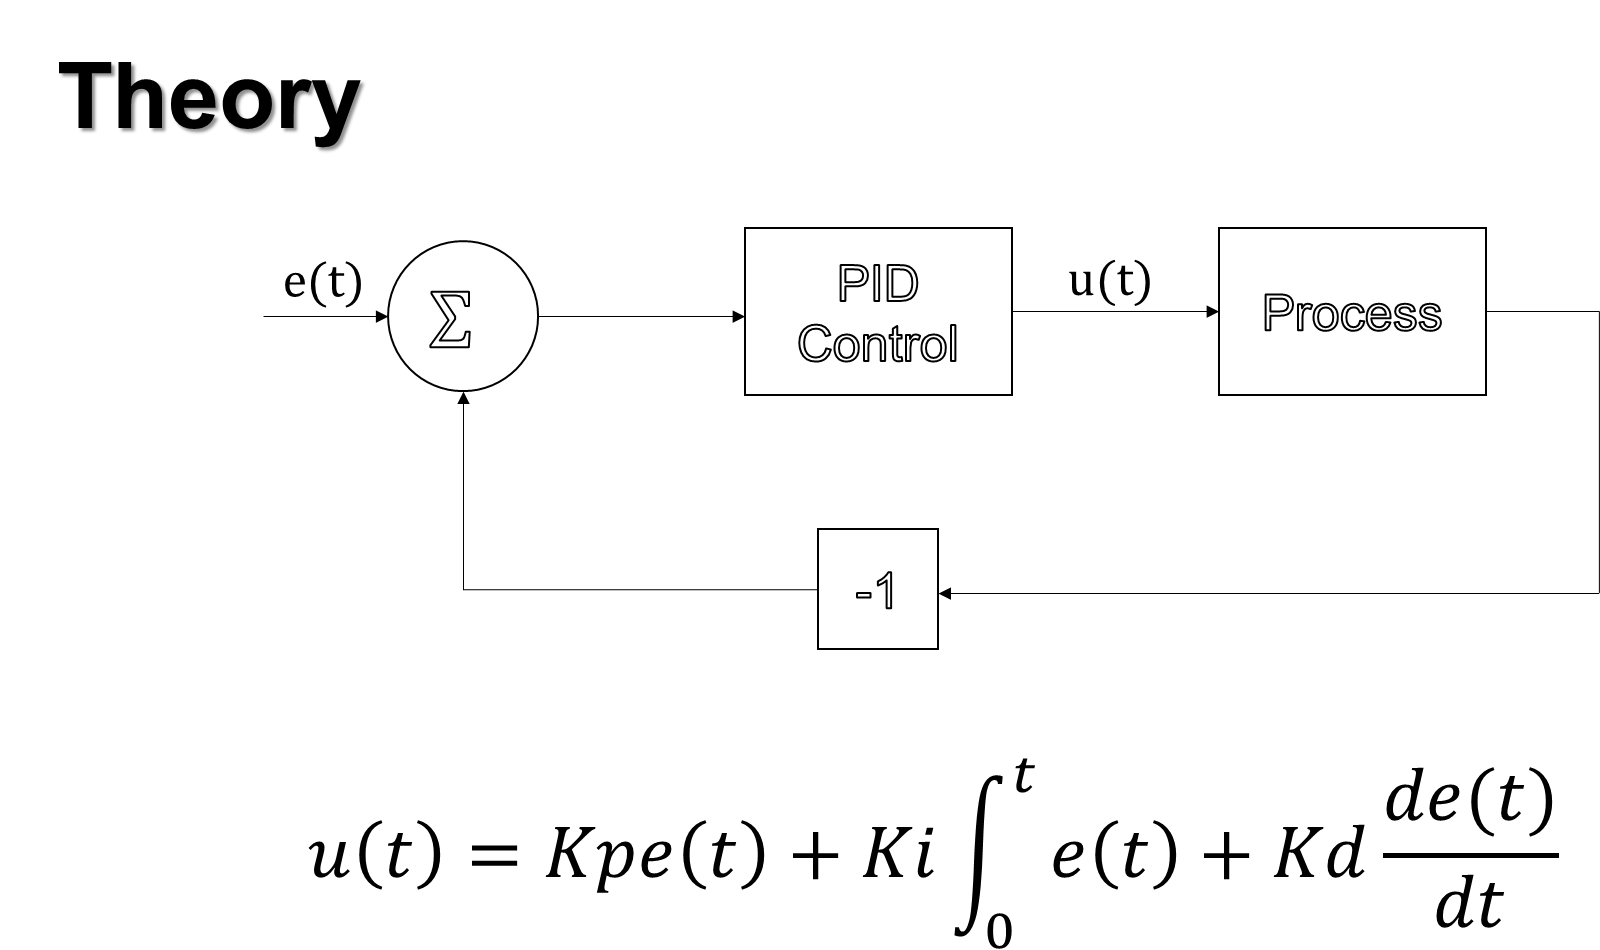 Theory
e(t)
Σ
PID
Control
u(t)
Process
-1
u(t) = Kpe(t) + Ki ∫₀ᵗ e(t) + Kd de(t)/dt